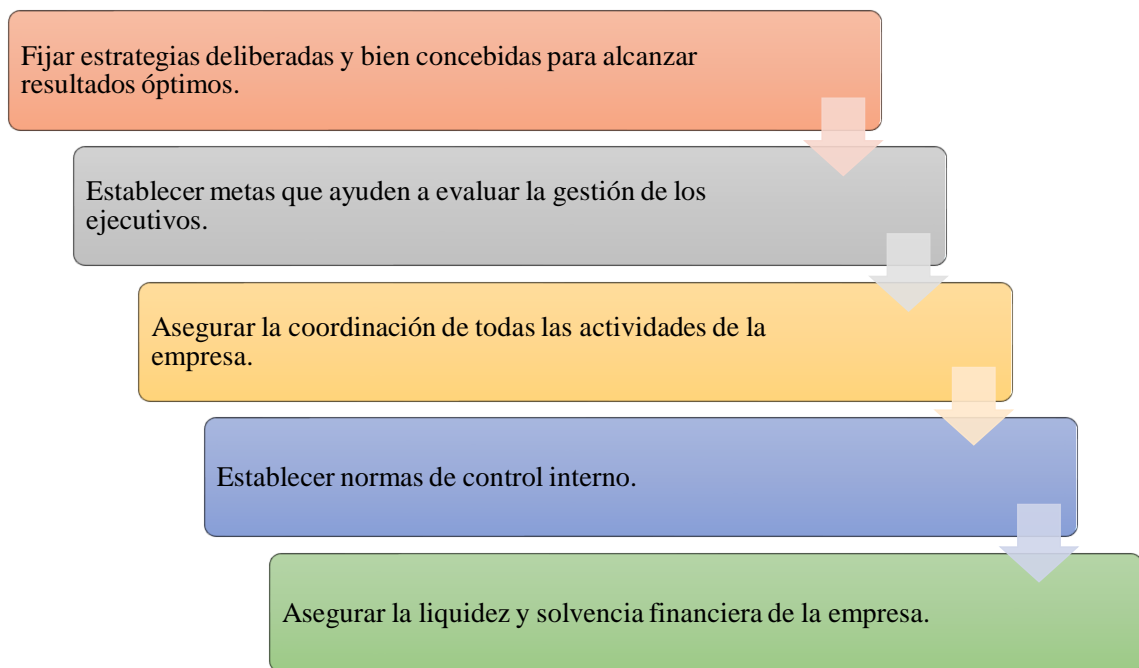 Fijar estrategias deliberadas y bien concebidas para alcanzar
resultados óptimos.
Establecer metas que ayuden a evaluar la gestión de los
ejecutivos.
Asegurar la coordinación de todas las actividades de la
empresa.
Establecer normas de control interno.
Asegurar la liquidez y solvencia financiera de la empresa.